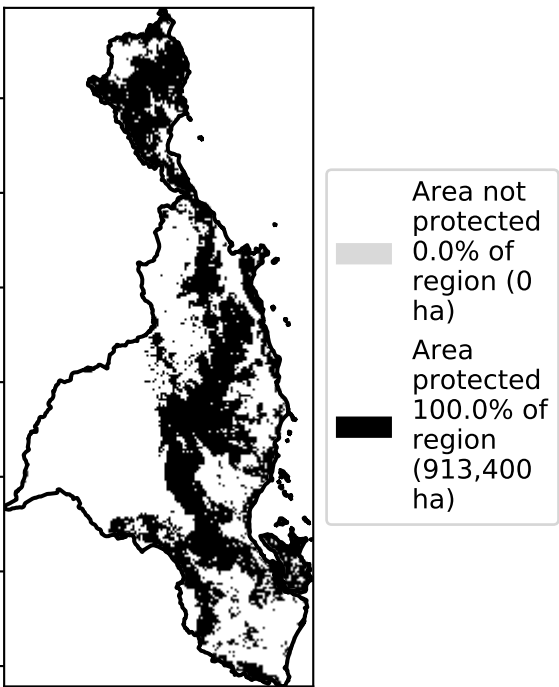 Area not
protected
0.0% of
region (0
ha)
Area
protected
100.0% of
region
(913,400
ha)